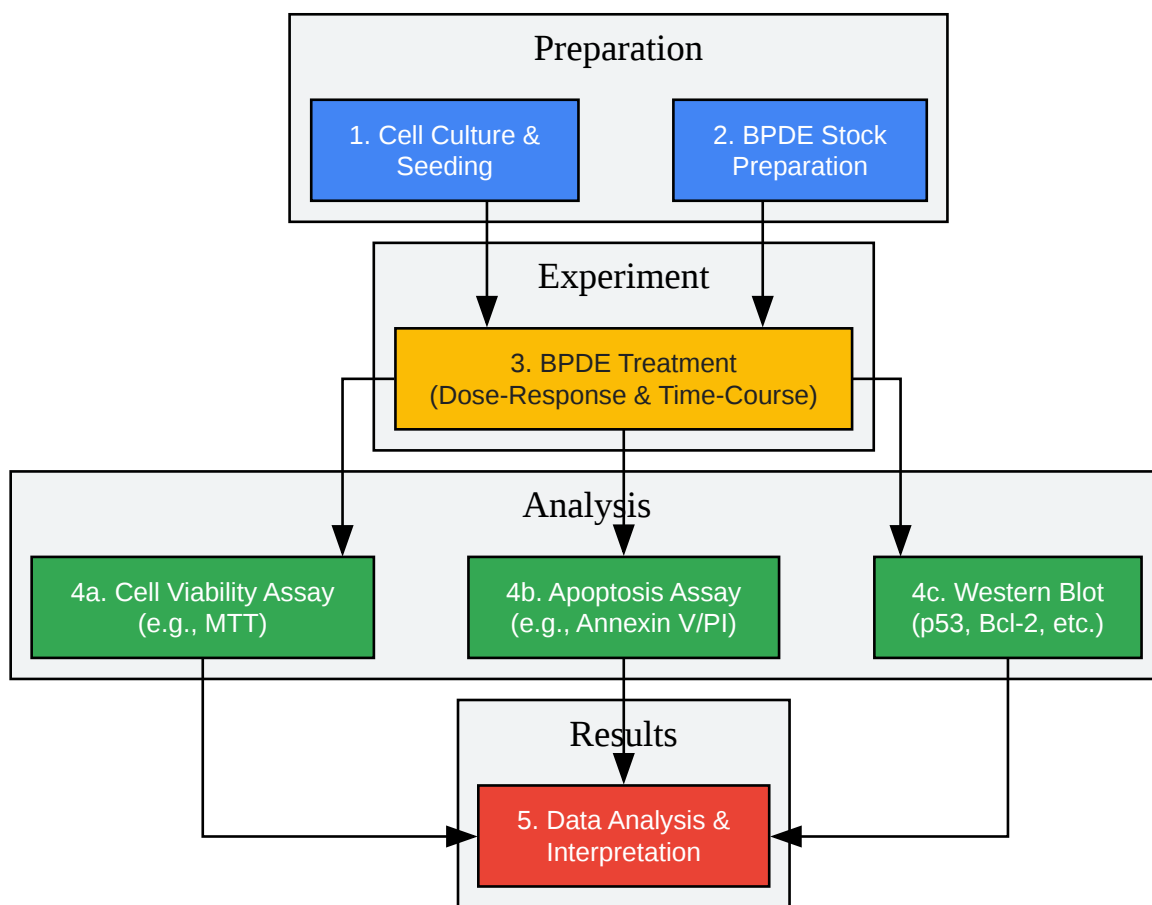 Preparation
1. Cell Culture &
Seeding
2. BPDE Stock
Preparation
Experiment
3. BPDE Treatment
(Dose-Response & Time-Course)
Analysis
4a. Cell Viability Assay
(e.g., MTT)
4b. Apoptosis Assay
(e.g., Annexin V/PI)
4c. Western Blot
(p53, Bcl-2, etc.)
Results
5. Data Analysis &
Interpretation